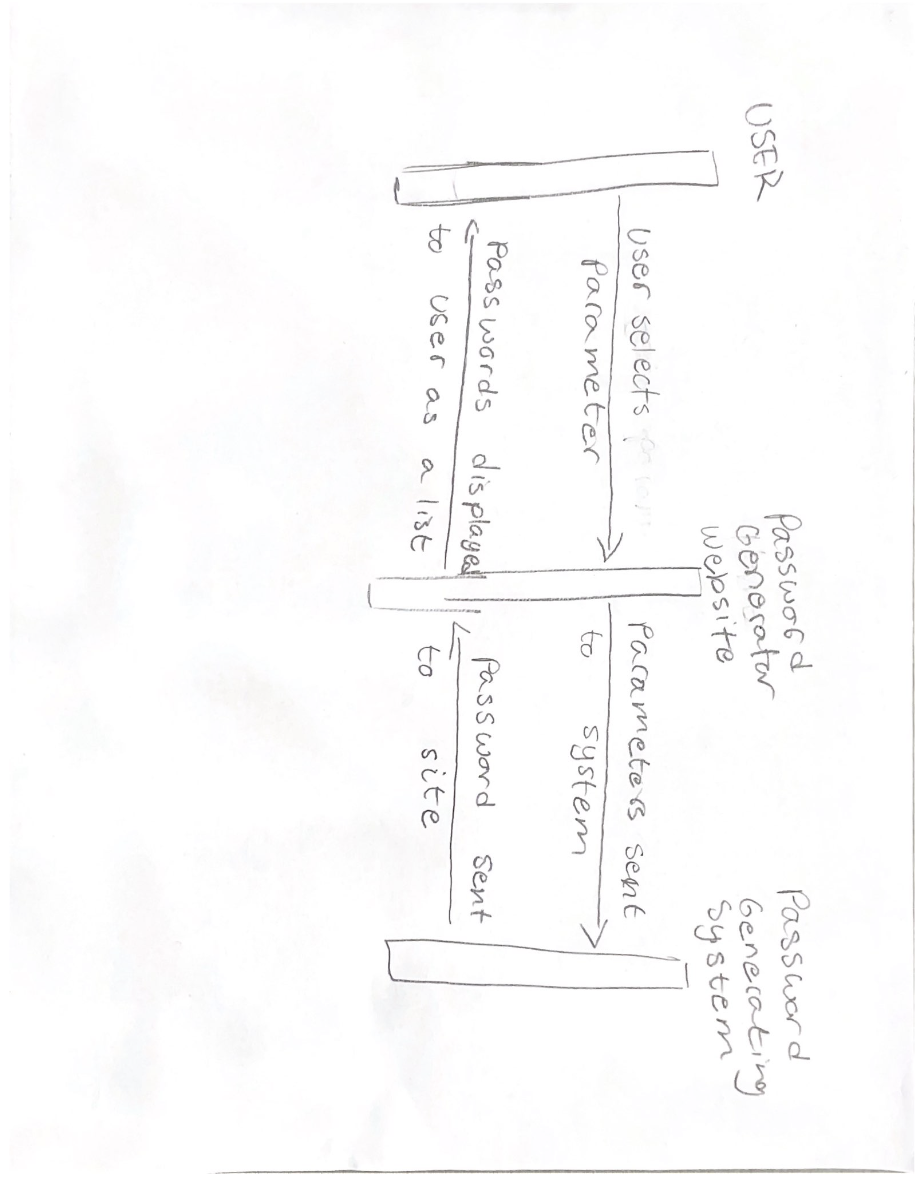 USER
Password
Generator
website
Password
Generating
System
User selects
Parameter
Parameters sent
to system
Passwords displayed
to user as a list
Password sent
to site